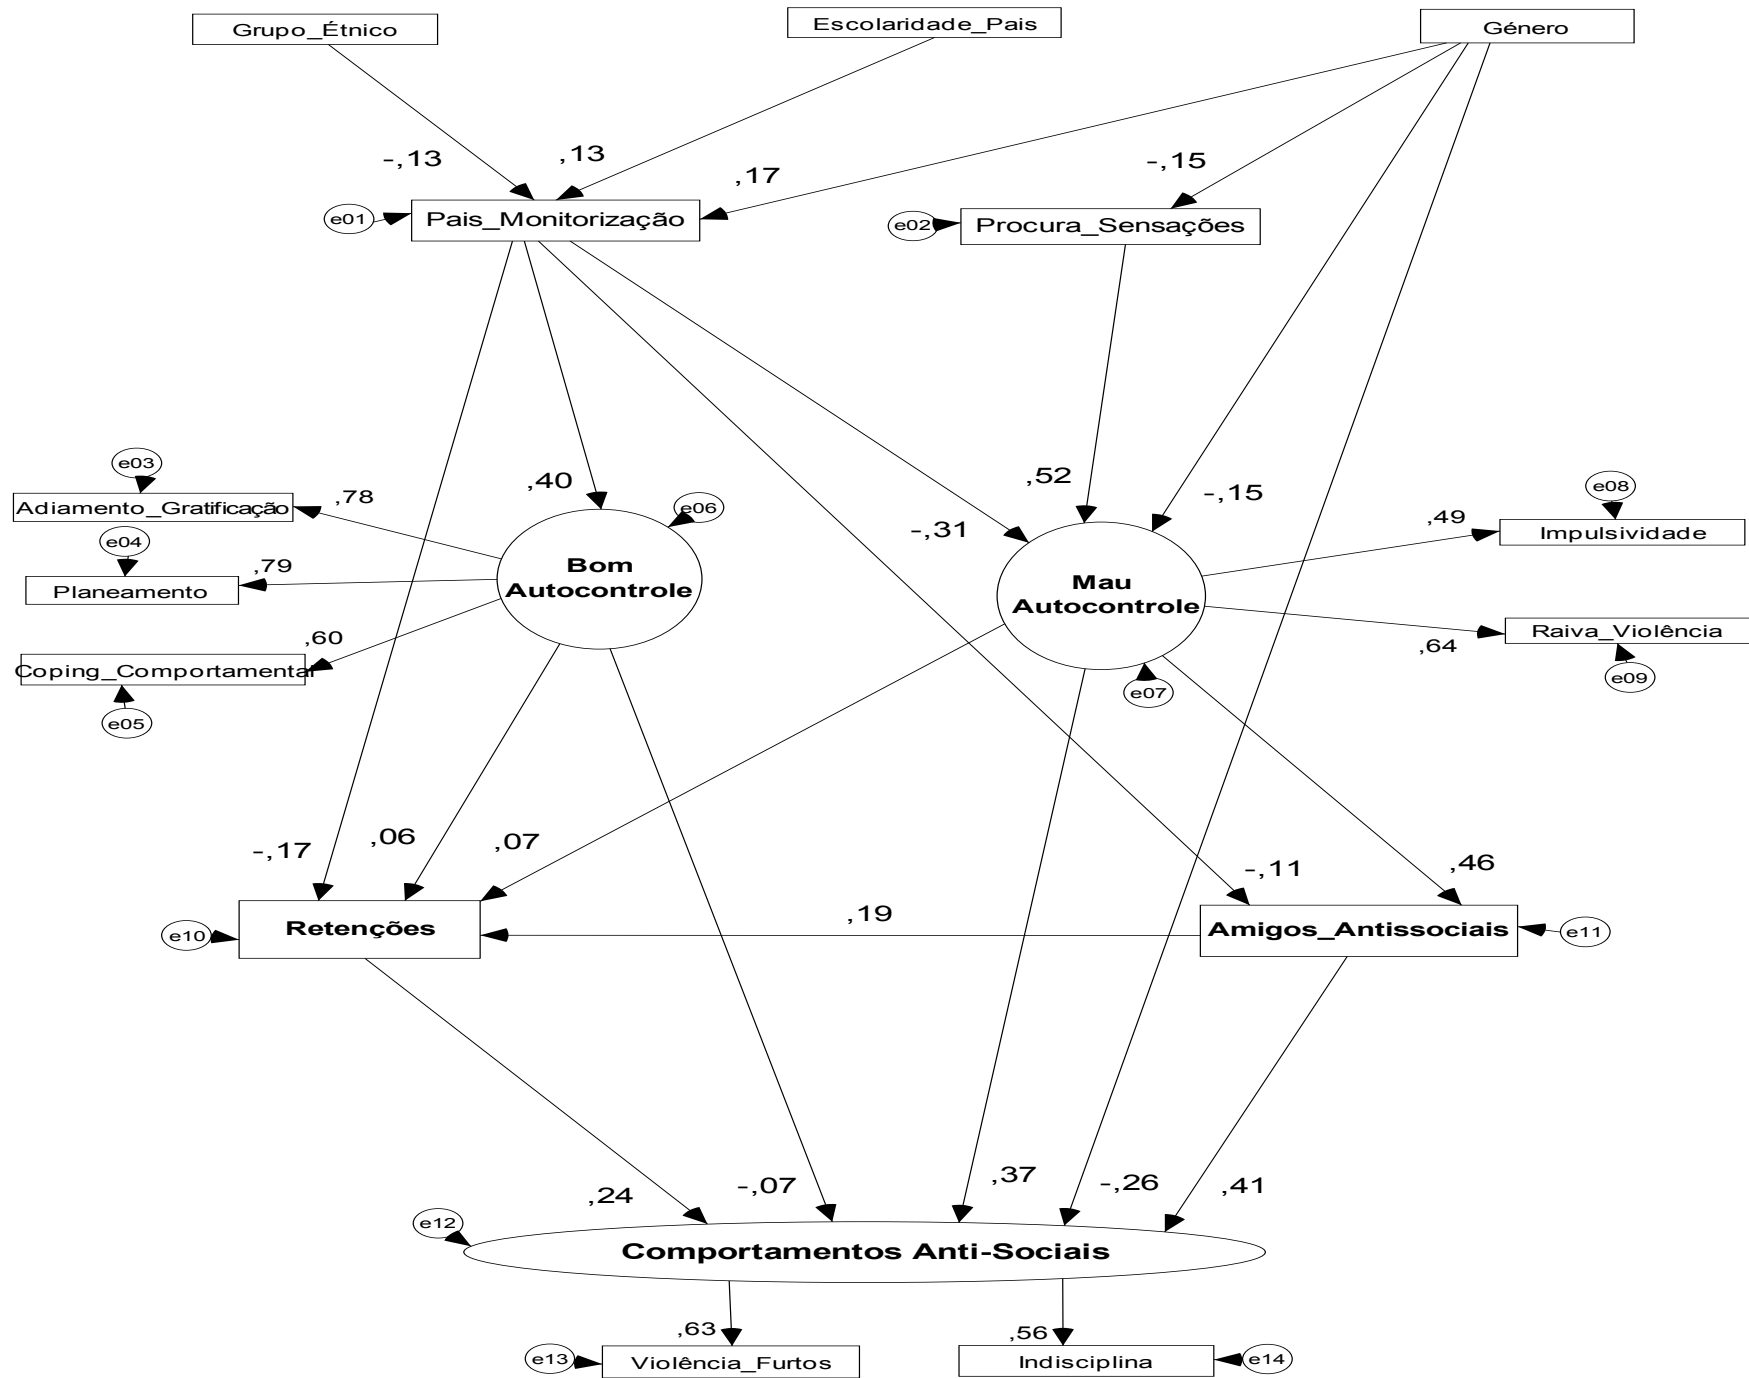 Grupo_Étnico
Escolaridade_Pais
Género
-,13
,13
,17
-,15
e01
Pais_Monitorização
e02
Procura_Sensações
e03
Adiamento_Gratificação
,78
,40
e06
,52
-,15
e08
-,31
,49
Impulsividade
e04
Planeamento
,79
Bom
Autocontrole
Mau
Autocontrole
,60
Coping_Comportamental
e05
Raiva_Violência
,64
e09
e07
-,17
,06
,07
-,11
,46
e10
Retenções
,19
Amigos_Antissociais
e11
,24
-,07
,37
-,26
,41
e12
Comportamentos Anti-Sociais
,63
,56
e13
Violência_Furtos
Indisciplina
e14